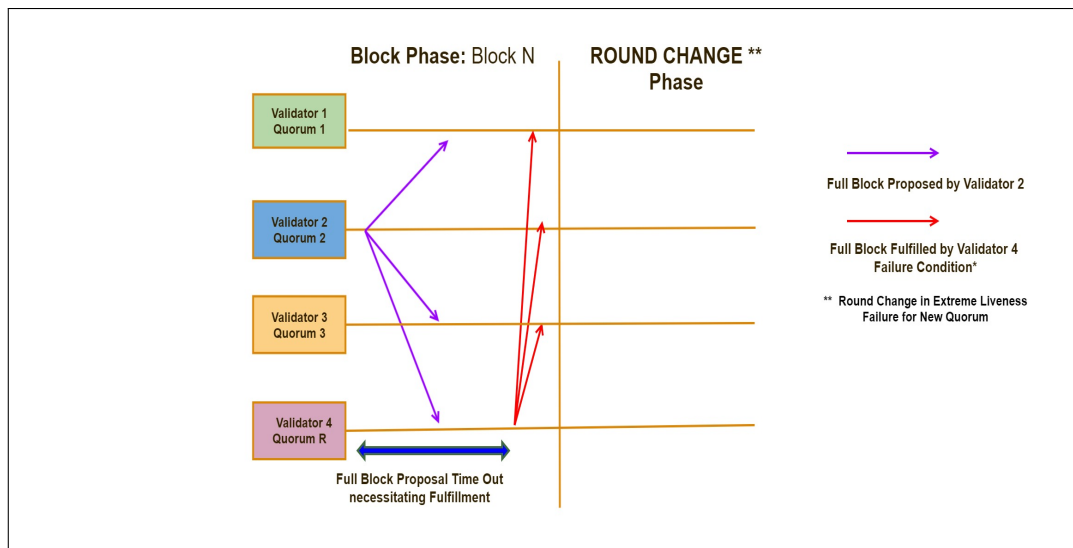 Block Phase: Block N
ROUND CHANGE **
Phase
Validator 1
Quorum 1
Validator 2
Quorum 2
Validator 3
Quorum 3
Validator 4
Quorum R
Full Block Proposal Time Out
necessitating Fulfillment
Full Block Proposed by Validator 2
Full Block Fulfilled by Validator 4
Failure Condition*
** Round Change in Extreme Liveness
Failure for New Quorum